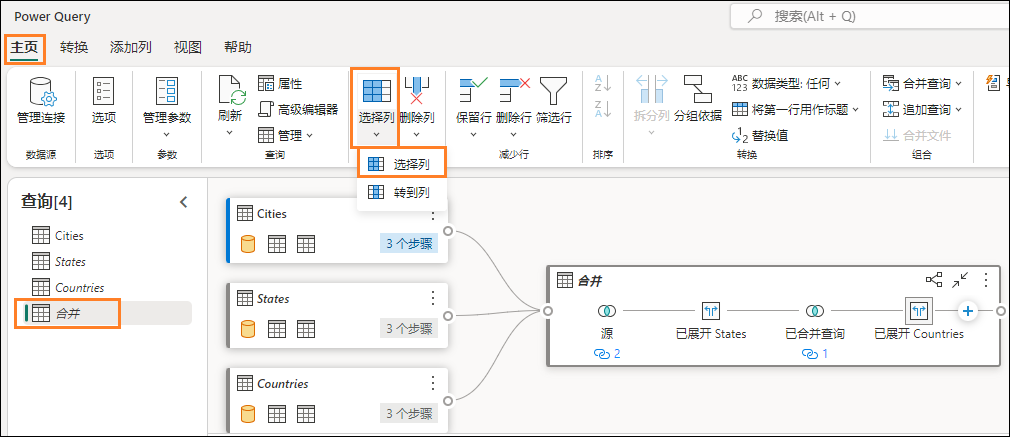 Power Query
搜索(Alt + Q)
主页 转换 添加列 视图 帮助
管理连接
数据源
选项
选项
管理参数
参数
刷新
属性
高级编辑器
管理
查询
选择列
删除列
保留行
删除行
筛选行
减少行
排序
拆分列
分组依据
数据类型: 任何
将第一行用作标题
替换值
转换
合并查询
追加查询
合并文件
组合
选择列
转到列
查询[4]
Cities
States
Countries
合并
Cities
3 个步骤
States
3 个步骤
Countries
3 个步骤
合并
源
2
已展开 States
已合并查询
1
已展开 Countries